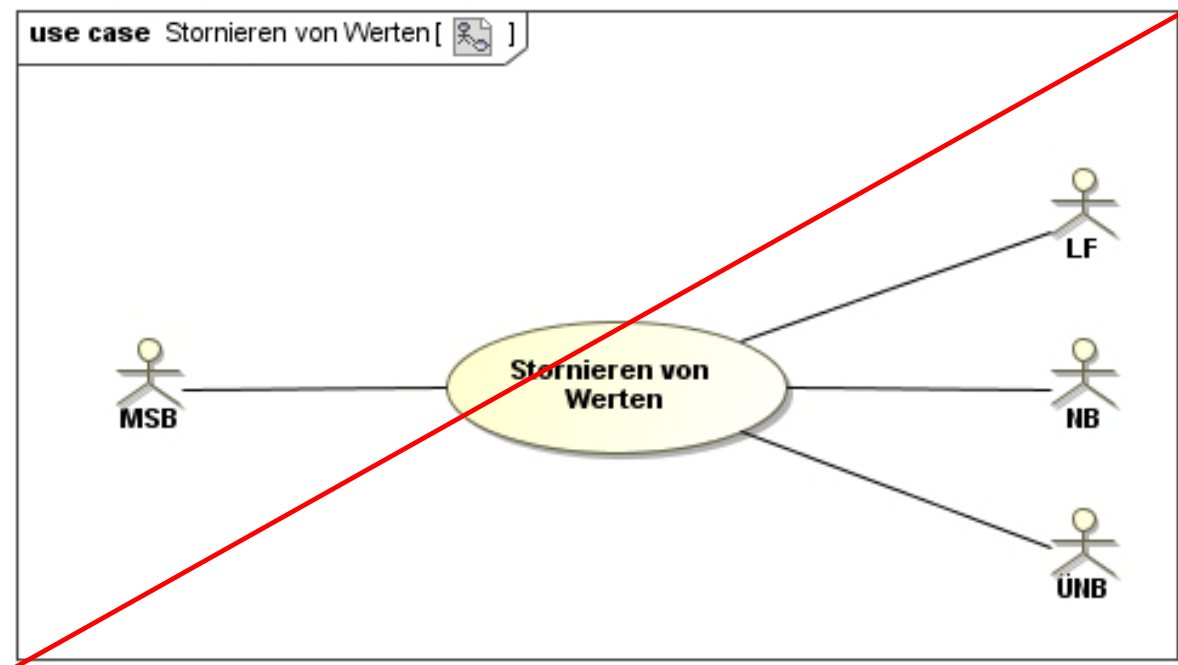 use case Stornieren von Werten [ ]
LF
Stornieren von
Werten
MSB
NB
ÜNB